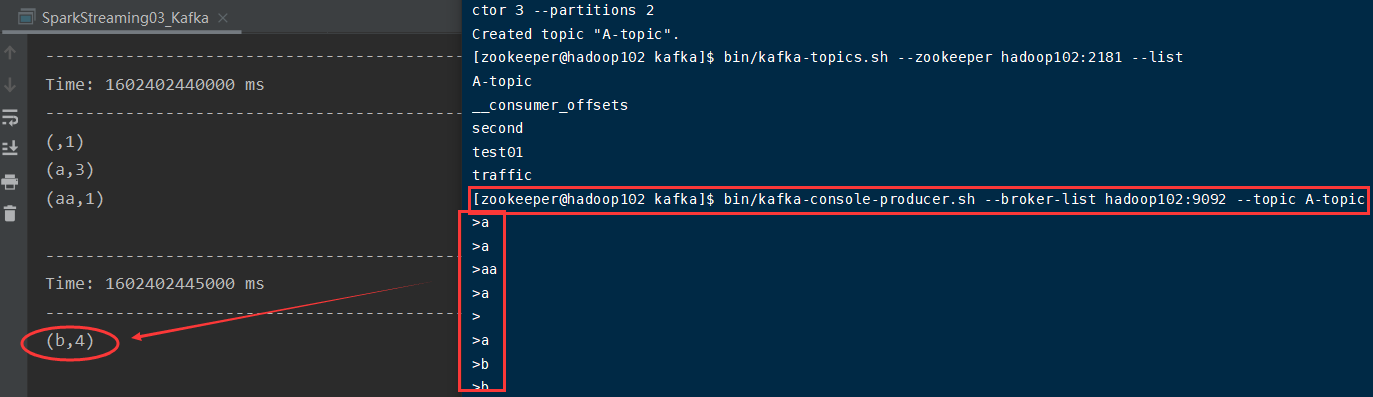 SparkStreaming03_Kafka
-------------------------------------------
Time: 1602402440000 ms
-------------------------------------------
(,1)
(a,3)
(aa,1)
-------------------------------------------
Time: 1602402445000 ms
-------------------------------------------
(b,4)
ctor 3 --partitions 2
Created topic "A-topic".
[zookeeper@hadoop102 kafka]$ bin/kafka-topics.sh --zookeeper hadoop102:2181 --list
A-topic
__consumer_offsets
second
test01
traffic
[zookeeper@hadoop102 kafka]$ bin/kafka-console-producer.sh --broker-list hadoop102:9092 --topic A-topic
>a
>a
>aa
>a
>
>a
>b
>b